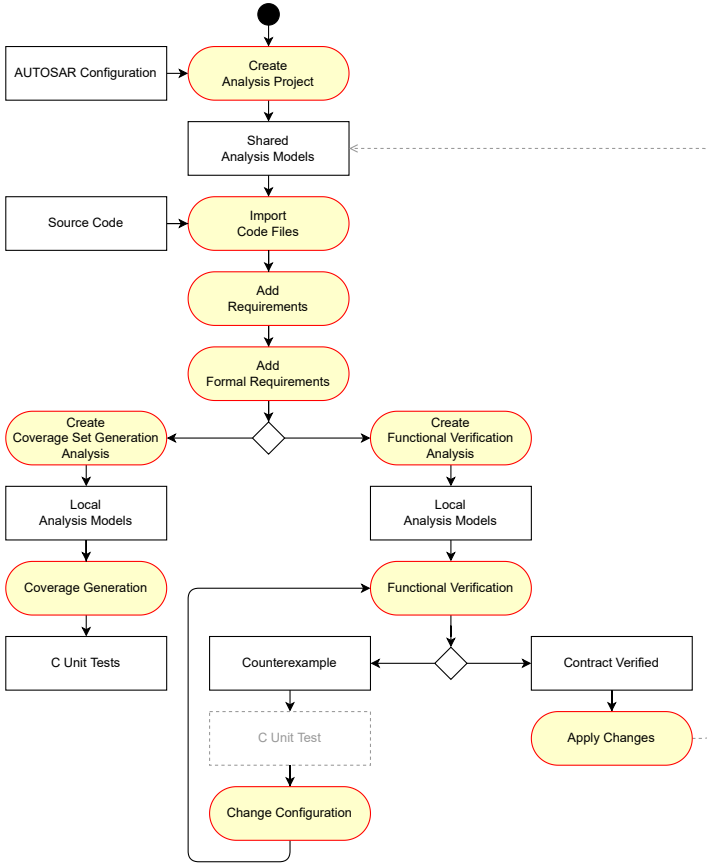 Create
AUTOSAR Configuration
Analysis Project
Shared
Analysis Models
Import
Source Code
Code Files
Add
Requirements
Add
Formal Requirements
Create
Coverage Set Generation
Analysis
Create
Functional Verification
Analysis
Local
Analysis Models
Local
Analysis Models
Coverage Generation
Functional Verification
C Unit Tests
Counterexample
Contract Verified
C Unit Test
Apply Changes
Change Configuration